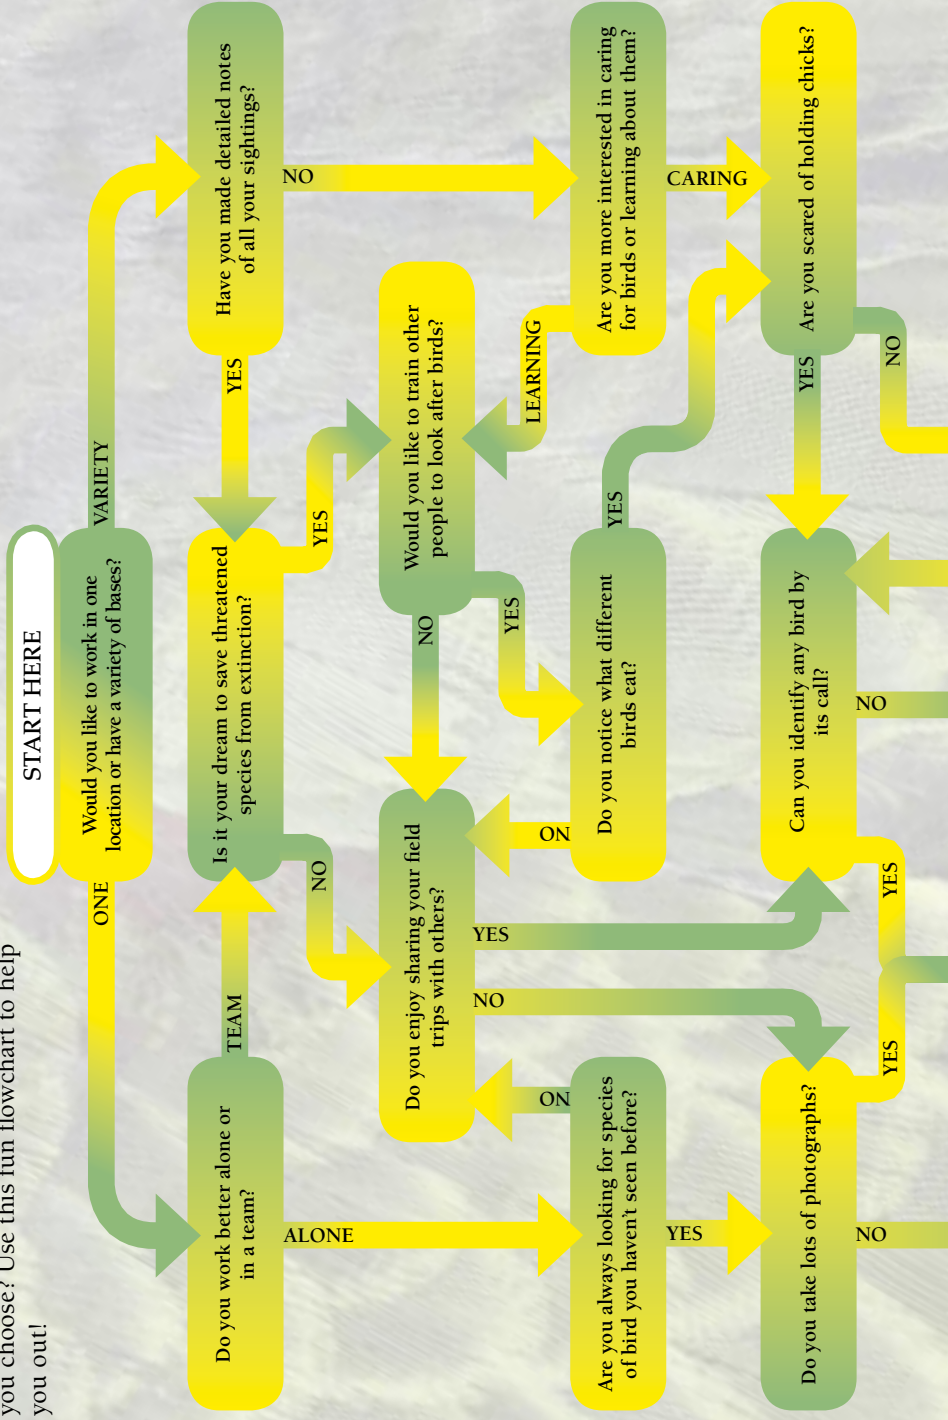 you choose? Use this fun flowchart to help
you out!
START HERE
Would you like to work in one
location or have a variety of bases?
ONE
VARIETY
Do you work better alone or
in a team?
TEAM
Is it your dream to save threatened
species from extinction?
YES
Have you made detailed notes
of all your sightings?
ALONE
NO
YES
NO
Do you enjoy sharing your field
trips with others?
NO
Would you like to train other
people to look after birds?
NO
YES
YES
LEARNING
Are you always looking for species
of bird you haven't seen before?
ON
ON
Do you notice what different
birds eat?
YES
Are you more interested in caring
for birds or learning about them?
YES
CARING
Do you take lots of photographs?
Can you identify any bird by
its call?
YES
Are you scared of holding chicks?
NO
YES
YES
NO
NO